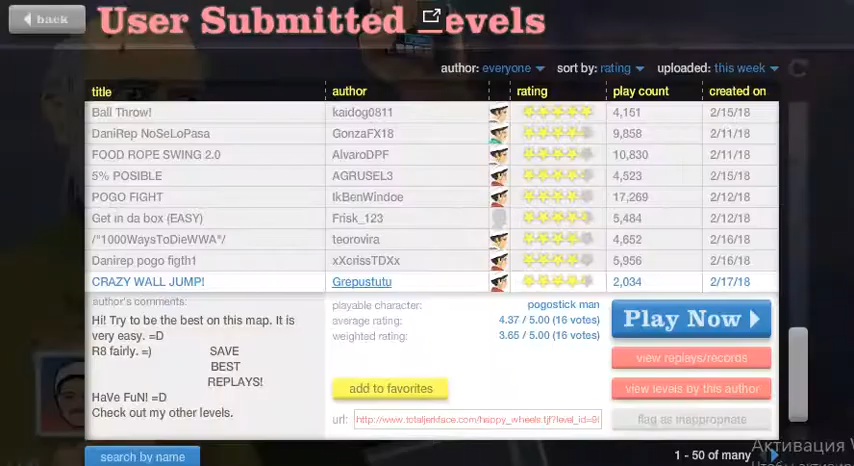 back
User Submitted Levels
author: everyone sort by: rating uploaded: this week
title author rating play count created on
Ball Throw! kaidog0811 4,151 2/15/18
DaniRep NoSeLoPasa GonzaFX18 9,858 2/11/18
FOOD ROPE SWING 2.0 AlvaroDPF 10,830 2/11/18
5% POSIBLE AGRUSEL3 4,523 2/15/18
POGO FIGHT IkBenWindoe 17,269 2/12/18
Get in da box (EASY) Frisk_123 5,484 2/12/18
/"1000WaysToDieWWA"/ teorovira 4,652 2/16/18
Danirep pogo figth1 xXcrissTDXx 5,956 2/16/18
CRAZY WALL JUMP! Grepustutu 2,034 2/17/18
author's comments:
Hi! Try to be the best on this map. It is
very easy. =D
R8 fairly. =) SAVE
BEST
REPLAYS!
HaVe FuN! =D
Check out my other levels.
playable character: pogostick man
average rating: 4.37 / 5.00 (16 votes)
weighted rating: 3.65 / 5.00 (16 votes)
add to favorites
url: http://www.totaljerkface.com/happy_wheels.tjf?level_id=9
Play Now
view replays/records
view levels by this author
flag as inappropriate
search by name
1 - 50 of many
Активация